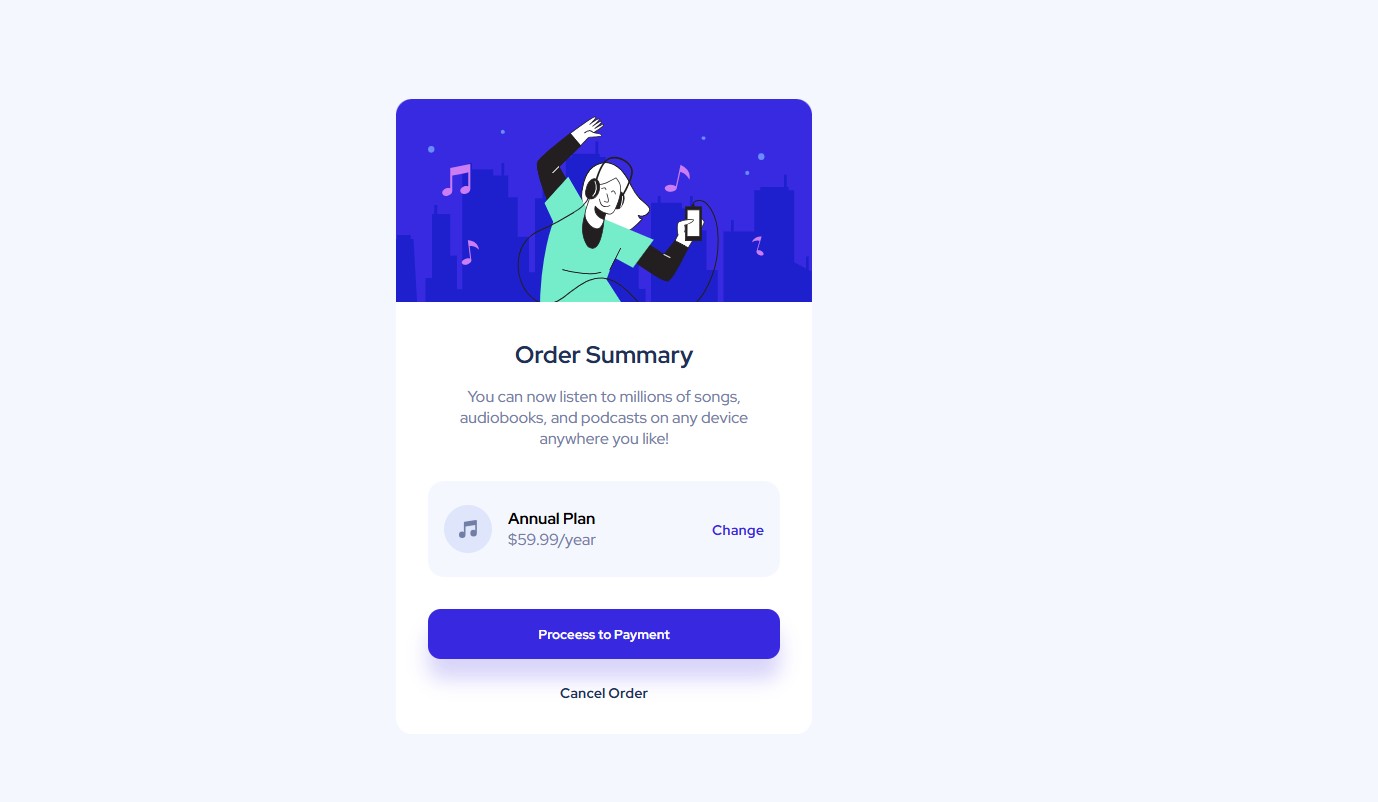 Order Summary
You can now listen to millions of songs,
audiobooks, and podcasts on any device
anywhere you like!
Annual Plan
$59.99/year
Change
Proceess to Payment
Cancel Order